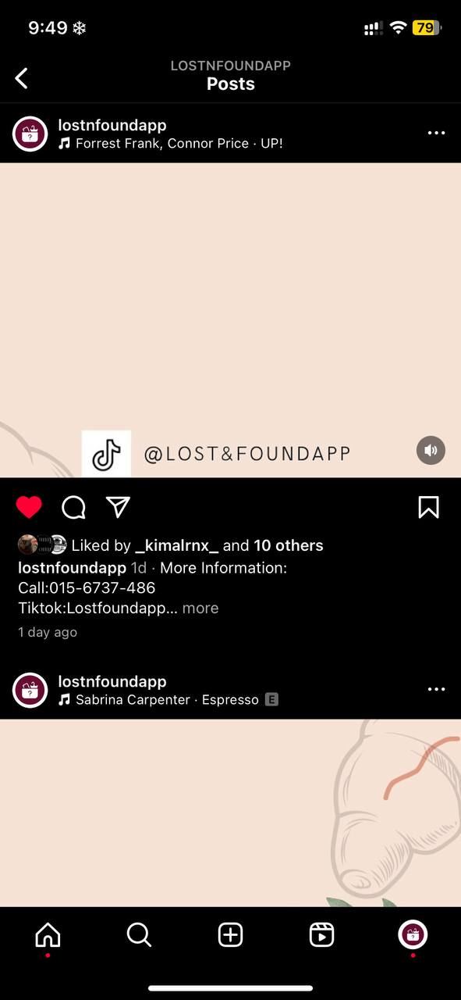 9:49
79
LOSTNFOUNDAPP
Posts
lostnfoundapp
Forrest Frank, Connor Price · UP!
@LOST&FOUNDAPP
Liked by _kimalrnx_ and 10 others
lostnfoundapp 1d · More Information:
Call:015-6737-486
Tiktok:Lostfoundapp... more
1 day ago
lostnfoundapp
Sabrina Carpenter · Espresso E